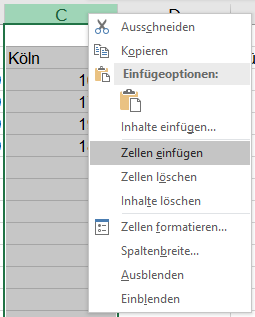 C
D
Ausschneiden
Kopieren
Köln
Einfügeoptionen:
Inhalte einfügen...
Zellen einfügen
Zellen löschen
Inhalte löschen
Zellen formatieren...
Spaltenbreite...
Ausblenden
Einblenden